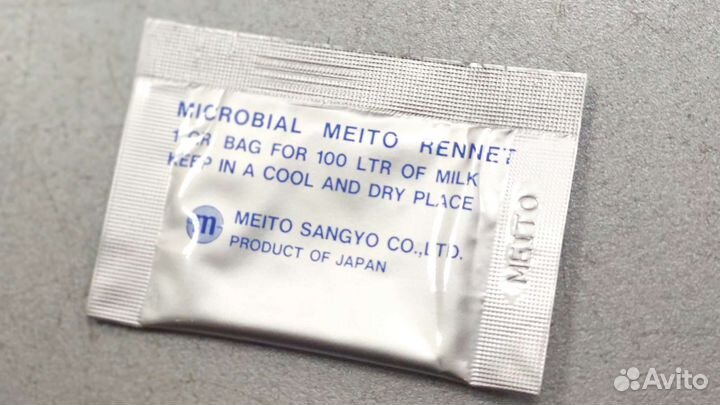 MICROBIAL MEITO RENNET
1 GR BAG FOR 100 LTR OF MILK
KEEP IN A COOL AND DRY PLACE
m MEITO SANGYO CO.,LTD.
PRODUCT OF JAPAN
MEITO
Avito